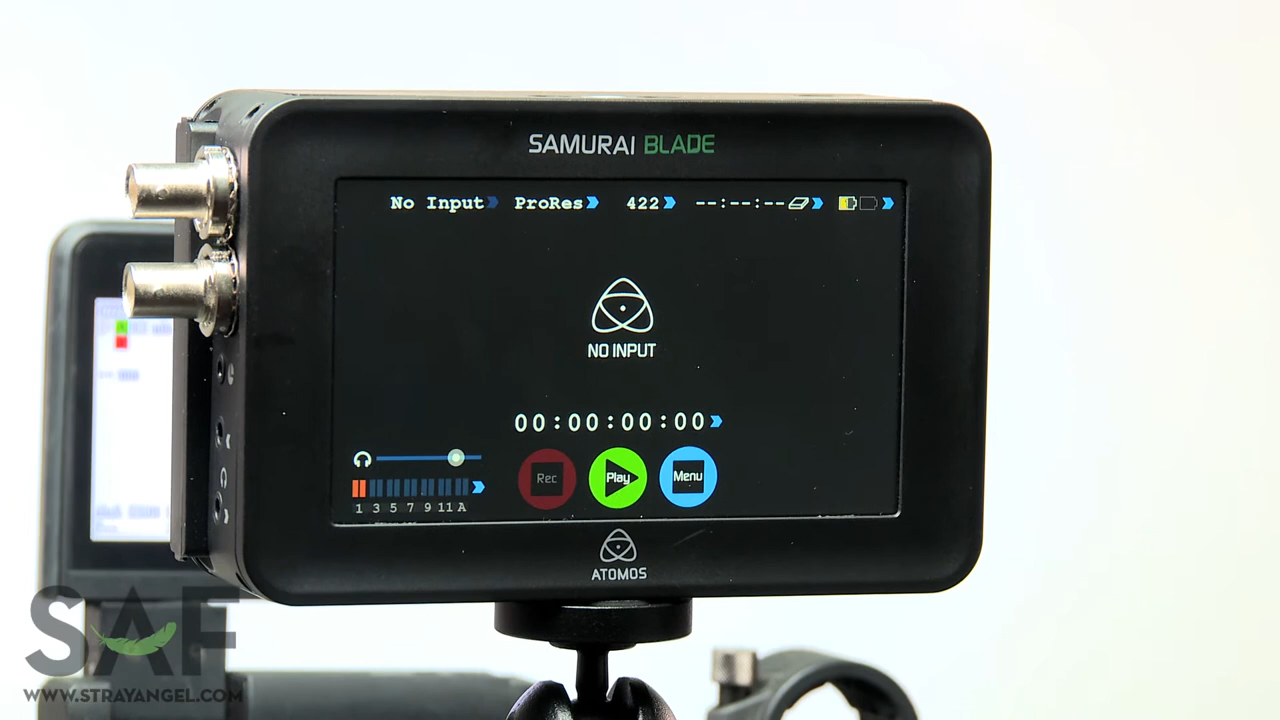 SAMURAI BLADE
No Input ProRes 422 --:--:--
NO INPUT
00:00:00:00
Rec Play Menu
1 3 5 7 9 11 A
ATOMOS
SAF
WWW.STRAYANGEL.COM